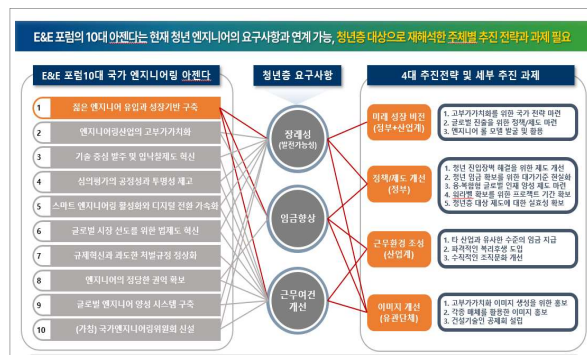 E&E 포럼의 10대 아젠다는 현재 청년 엔지니어의 요구사항과 연계 가능, 청년층 대상으로 재해석한 주체별 추진 전략과 과제 필요
E&E 포럼10대 국가 엔지니어링 아젠다
1 젊은 엔지니어 유입과 성장기반 구축
2 엔지니어링산업의 고부가가치화
3 기술 중심 발주 및 입낙찰제도 혁신
4 심의평가의 공정성과 투명성 제고
5 스마트 엔지니어링 활성화와 디지털 전환 가속화
6 글로벌 시장 선도를 위한 법제도 혁신
7 규제혁신과 과도한 처벌규정 정상화
8 엔지니어의 정당한 권익 확보
9 글로벌 엔지니어 양성 시스템 구축
10 (가칭) 국가엔지니어링위원회 신설
청년층 요구사항
장래성
(발전가능성)
임금향상
근무여건
개선
4대 추진전략 및 세부 추진 과제
미래 성장 비전
(정부+산업계)
1. 고부가가치화를 위한 국가 전략 마련
2. 글로벌 진출을 위한 정책/제도 마련
3. 엔지니어 롤 모델 발굴 및 활용
정책/제도 개선
(정부)
1. 청년 진입장벽 해결을 위한 제도 개선
2. 청년 임금 확보를 위한 대가기준 현실화
3. 융·복합형 글로벌 인재 양성 제도 마련
4. 워라밸 확보를 위한 프로젝트 기간 확보
5. 청년층 대상 제도에 대한 실효성 확보
근무환경 조성
(산업계)
1. 타 산업과 유사한 수준의 임금 지급
2. 파격적인 복리후생 도입
3. 수직적인 조직문화 개선
이미지 개선
(유관단체)
1. 고부가가치화 이미지 생성을 위한 홍보
2. 각종 매체를 활용한 이미지 홍보
3. 건설기술인 공제회 설립